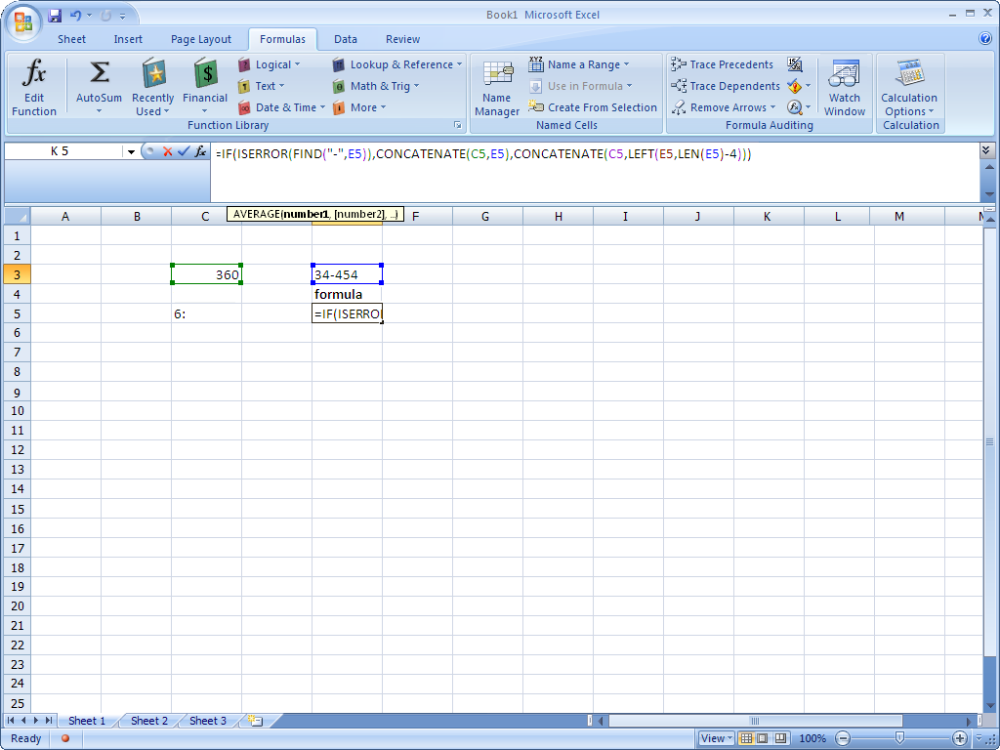 Book1 Microsoft Excel
Sheet Insert Page Layout Formulas Data Review
Logical Lookup & Reference Name a Range Trace Precedents
Text Math & Trig Use in Formula Trace Dependents
Edit Function AutoSum Recently Used Financial Date & Time More Name Manager Create From Selection Remove Arrows Watch Window Calculation Options
Function Library Named Cells Formula Auditing Calculation
K 5 fx =IF(ISERROR(FIND("-",E5)),CONCATENATE(C5,E5),CONCATENATE(C5,LEFT(E5,LEN(E5)-4)))
AVERAGE(number1, [number2], ..)
A B C F G H I J K L M
1
2
3 360 34-454
4 formula
5 6: =IF(ISERRO
6
7
8
9
10
11
12
13
14
15
16
17
18
19
20
21
22
23
24
25
Sheet 1 Sheet 2 Sheet 3
Ready View 100%